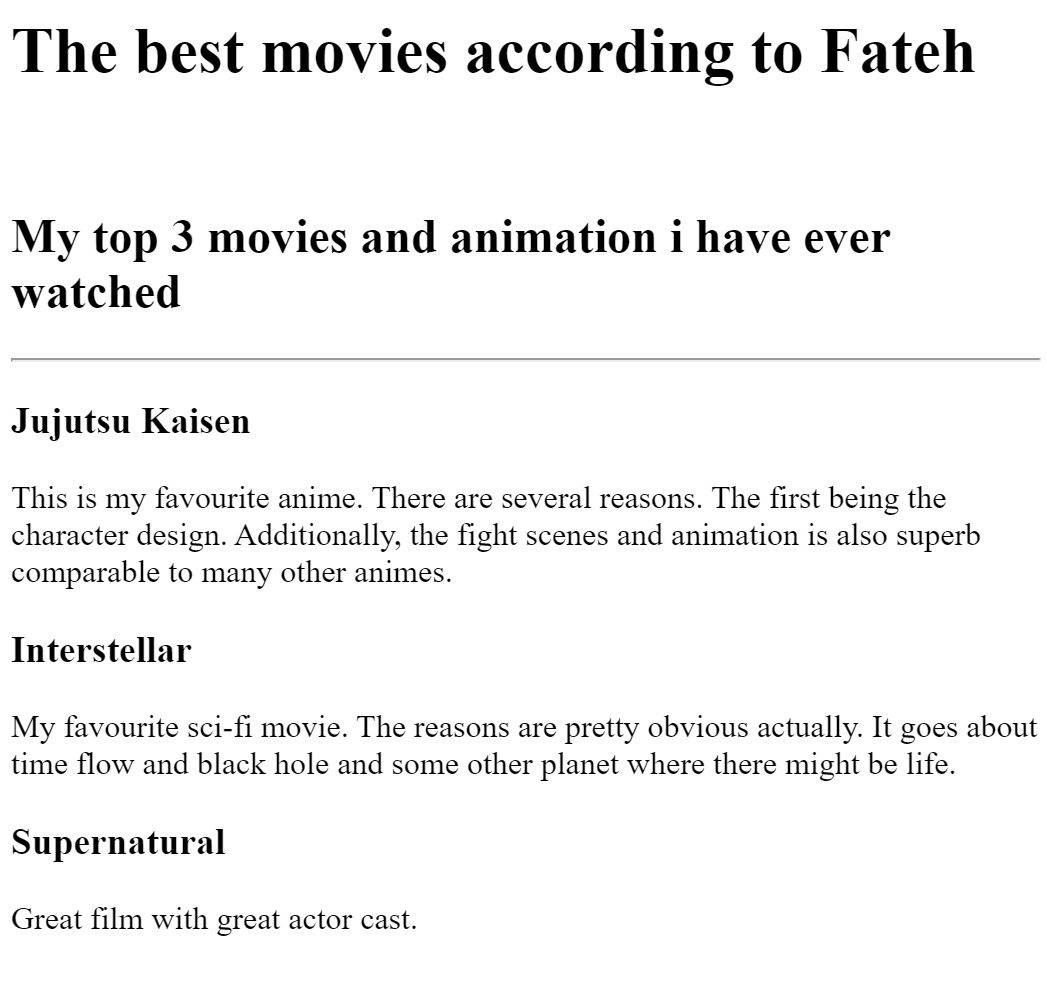 The best movies according to Fateh
My top 3 movies and animation i have ever
watched
Jujutsu Kaisen
This is my favourite anime. There are several reasons. The first being the
character design. Additionally, the fight scenes and animation is also superb
comparable to many other animes.
Interstellar
My favourite sci-fi movie. The reasons are pretty obvious actually. It goes about
time flow and black hole and some other planet where there might be life.
Supernatural
Great film with great actor cast.